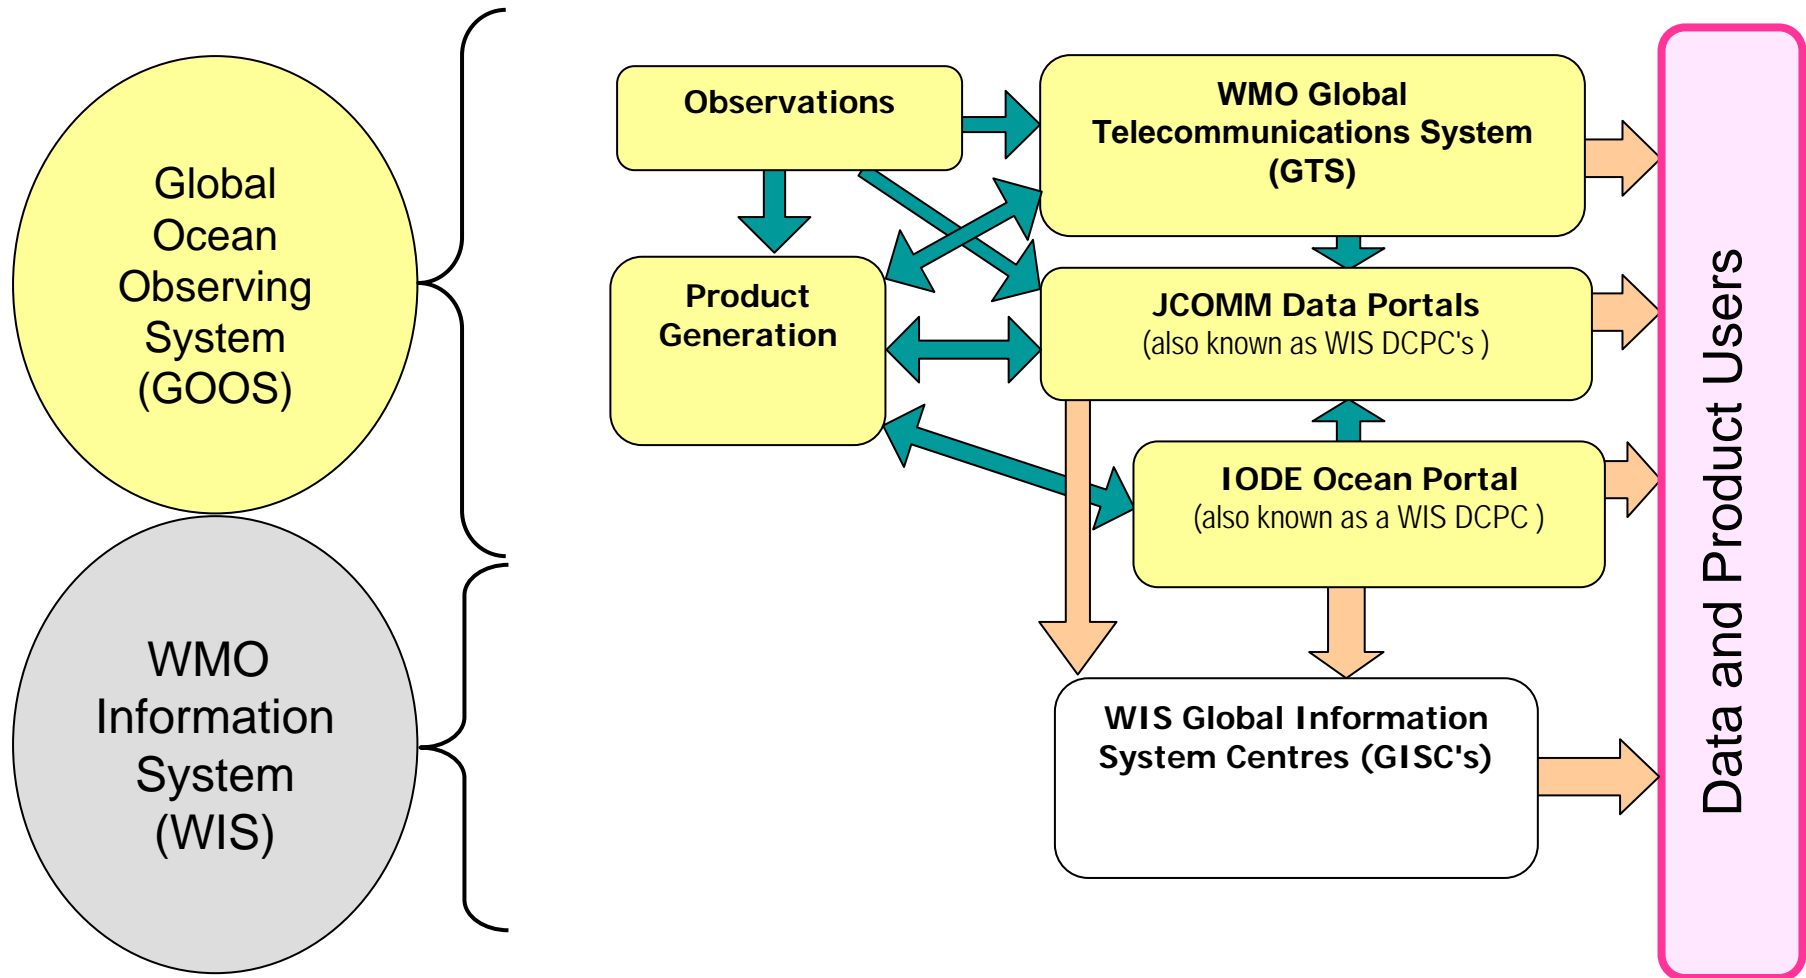 Global
Ocean
Observing
System
(GOOS)
WMO
Information
System
(WIS)
Observations
Product
Generation
WMO Global
Telecommunications System
(GTS)
JCOMM Data Portals
(also known as WIS DCPC's )
IODE Ocean Portal
(also known as a WIS DCPC )
WIS Global Information
System Centres (GISC's)
Data and Product Users